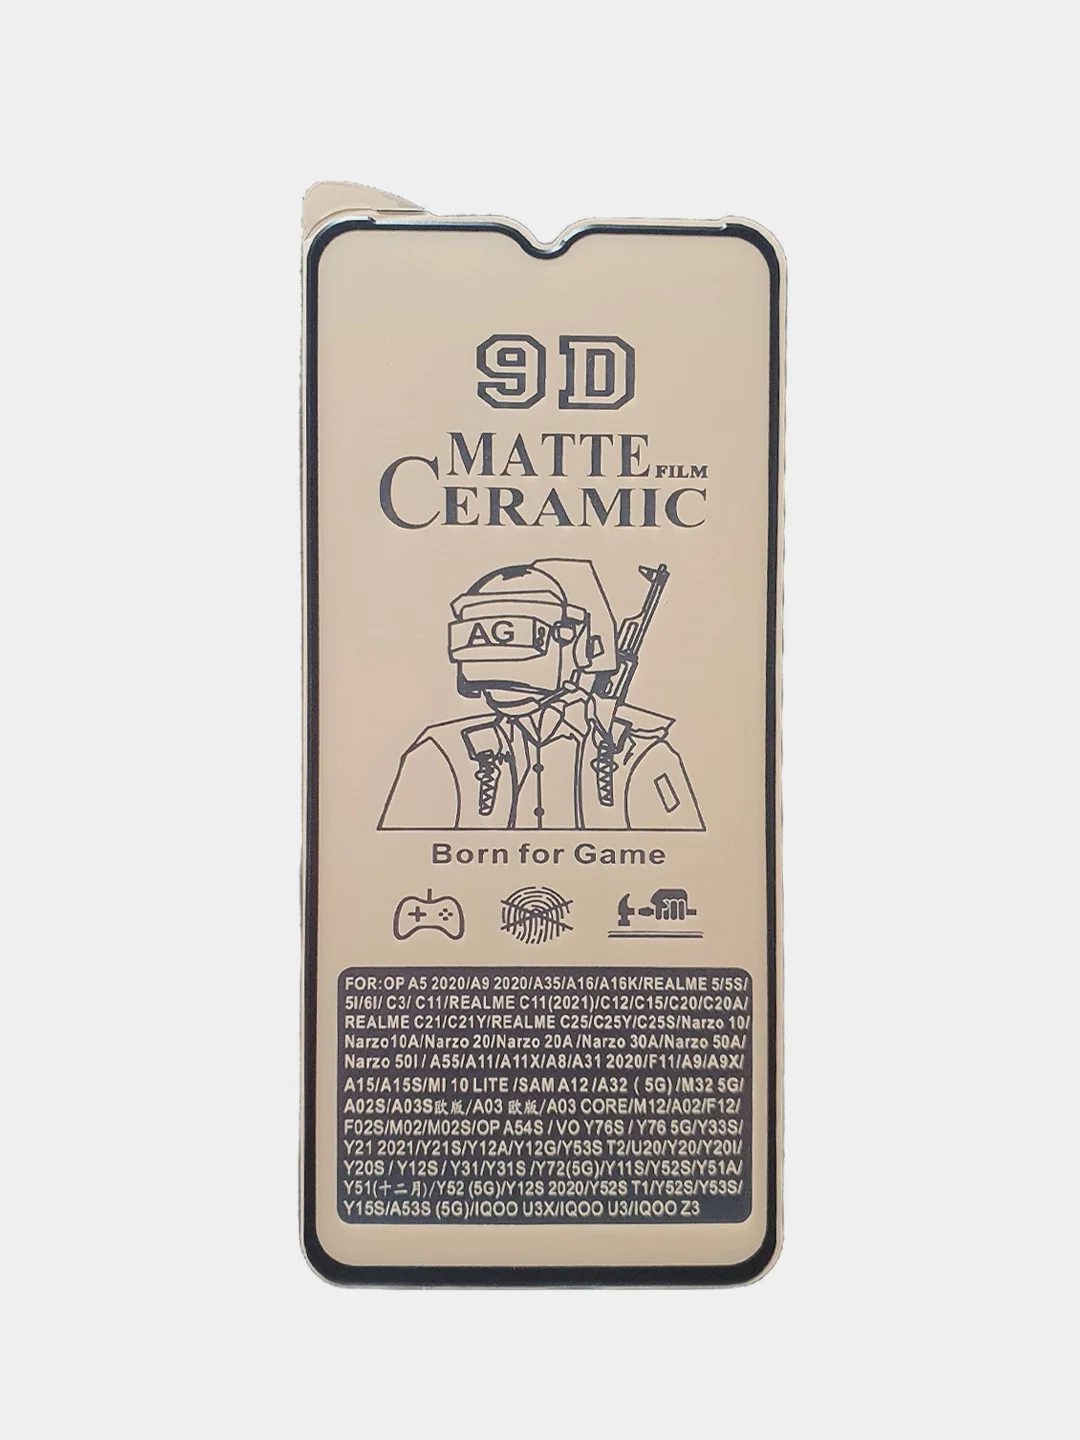 9D
MATTE FILM
CERAMIC
AG
Born for Game
FOR:OP A5 2020/A9 2020/A35/A16/A16K/REALME 5/5S/
5I/6I/ C3/ C11/REALME C11(2021)/C12/C15/C20/C20A/
REALME C21/C21Y/REALME C25/C25Y/C25S/Narzo 10/
Narzo10A/Narzo 20/Narzo 20A /Narzo 30A/Narzo 50A/
Narzo 50I / A55/A11/A11X/A8/A31 2020/F11/A9/A9X/
A15/A15S/MI 10 LITE /SAM A12 /A32 ( 5G) /M32 5G/
A02S/A03S欧版/A03 欧版/A03 CORE/M12/A02/F12/
F02S/M02/M02S/OP A54S / VO Y76S / Y76 5G/Y33S/
Y21 2021/Y21S/Y12A/Y12G/Y53S T2/U20/Y20/Y20I/
Y20S / Y12S / Y31/Y31S /Y72(5G)/Y11S/Y52S/Y51A/
Y51(十二月)/Y52 (5G)/Y12S 2020/Y52S T1/Y52S/Y53S/
Y15S/A53S (5G)/IQOO U3X/IQOO U3/IQOO Z3